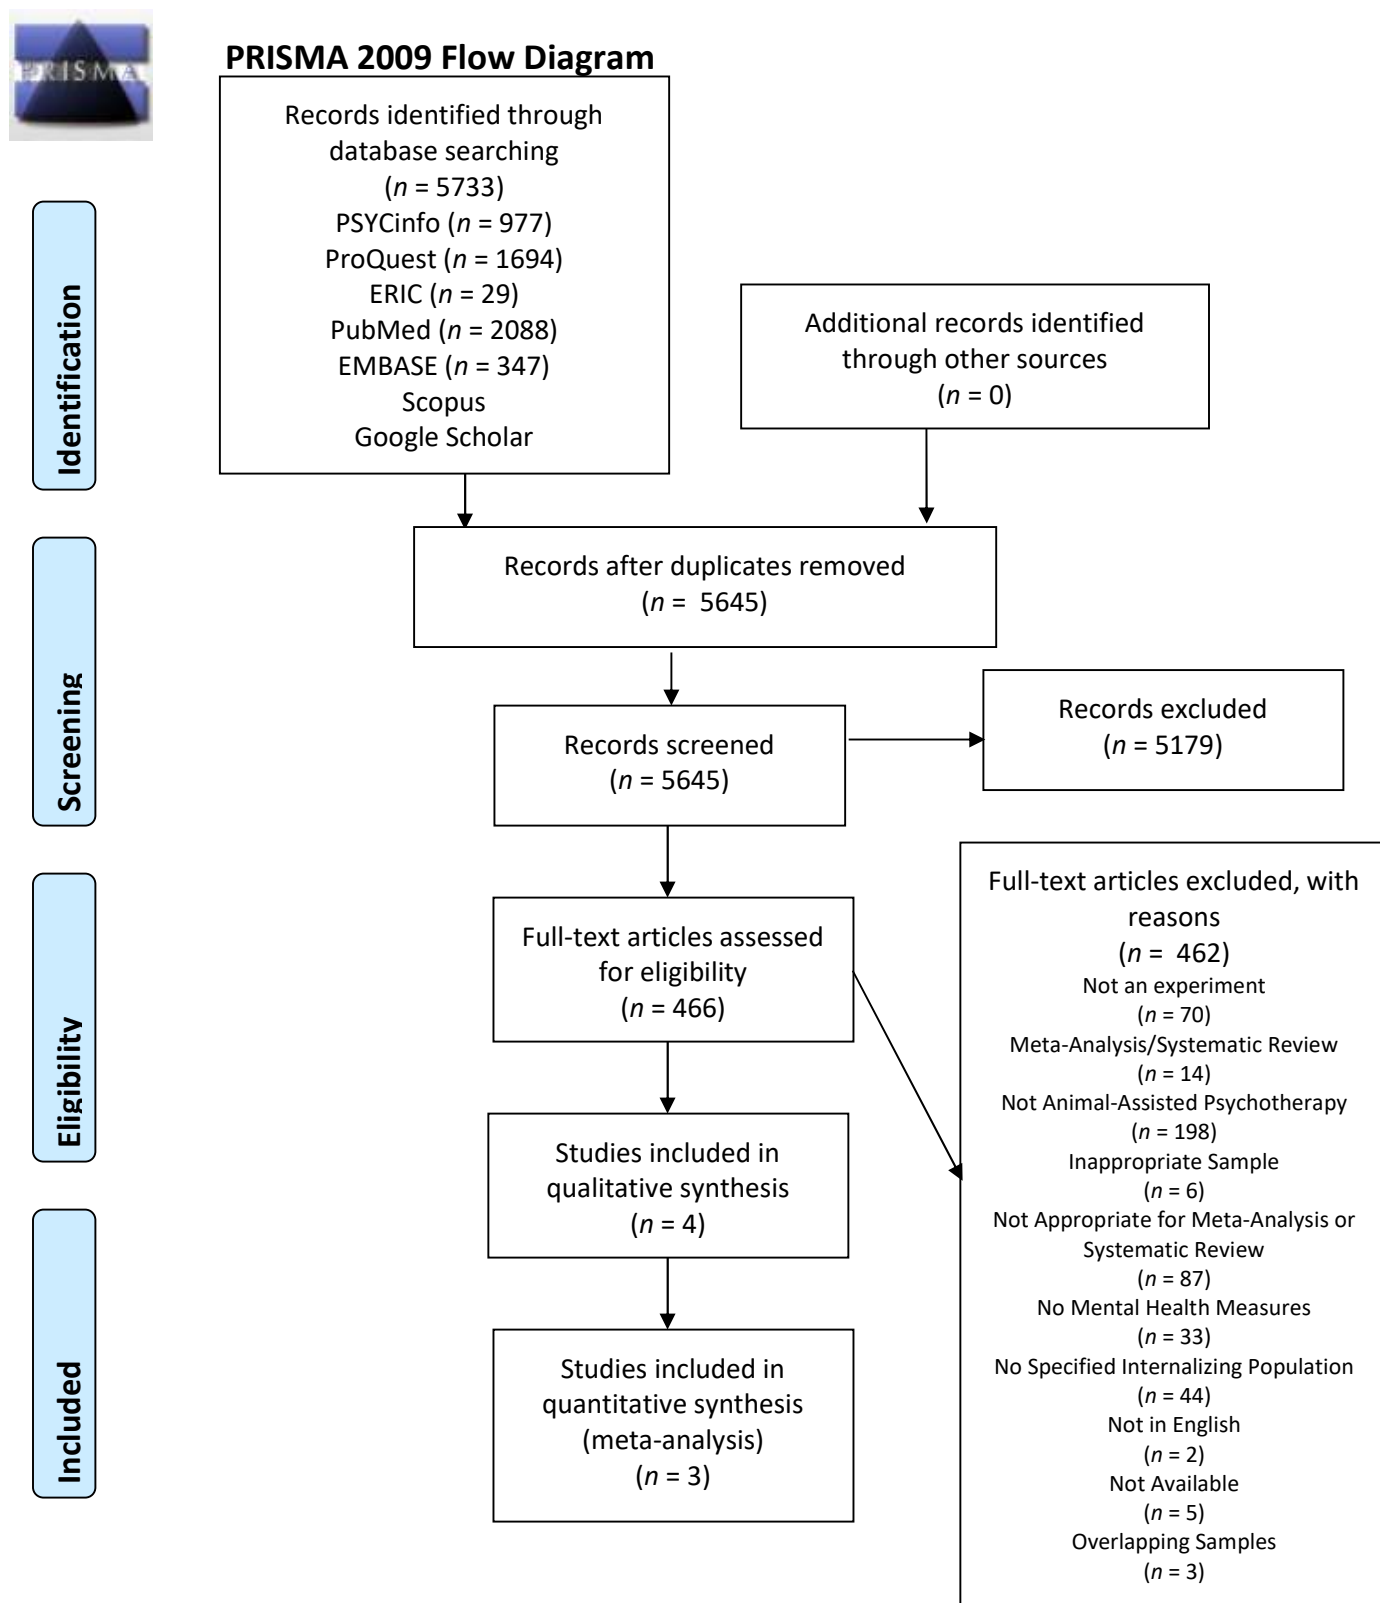 PRISMA
PRISMA 2009 Flow Diagram
Records identified through
database searching
(n = 5733)
PSYCinfo (n = 977)
ProQuest (n = 1694)
ERIC (n = 29)
PubMed (n = 2088)
EMBASE (n = 347)
Scopus
Google Scholar
Additional records identified
through other sources
(n = 0)
Identification
Records after duplicates removed
(n = 5645)
Screening
Records screened
(n = 5645)
Records excluded
(n = 5179)
Eligibility
Full-text articles assessed
for eligibility
(n = 466)
Full-text articles excluded, with
reasons
(n = 462)
Not an experiment
(n = 70)
Meta-Analysis/Systematic Review
(n = 14)
Not Animal-Assisted Psychotherapy
(n = 198)
Inappropriate Sample
(n = 6)
Not Appropriate for Meta-Analysis or
Systematic Review
(n = 87)
No Mental Health Measures
(n = 33)
No Specified Internalizing Population
(n = 44)
Not in English
(n = 2)
Not Available
(n = 5)
Overlapping Samples
(n = 3)
Studies included in
qualitative synthesis
(n = 4)
Included
Studies included in
quantitative synthesis
(meta-analysis)
(n = 3)